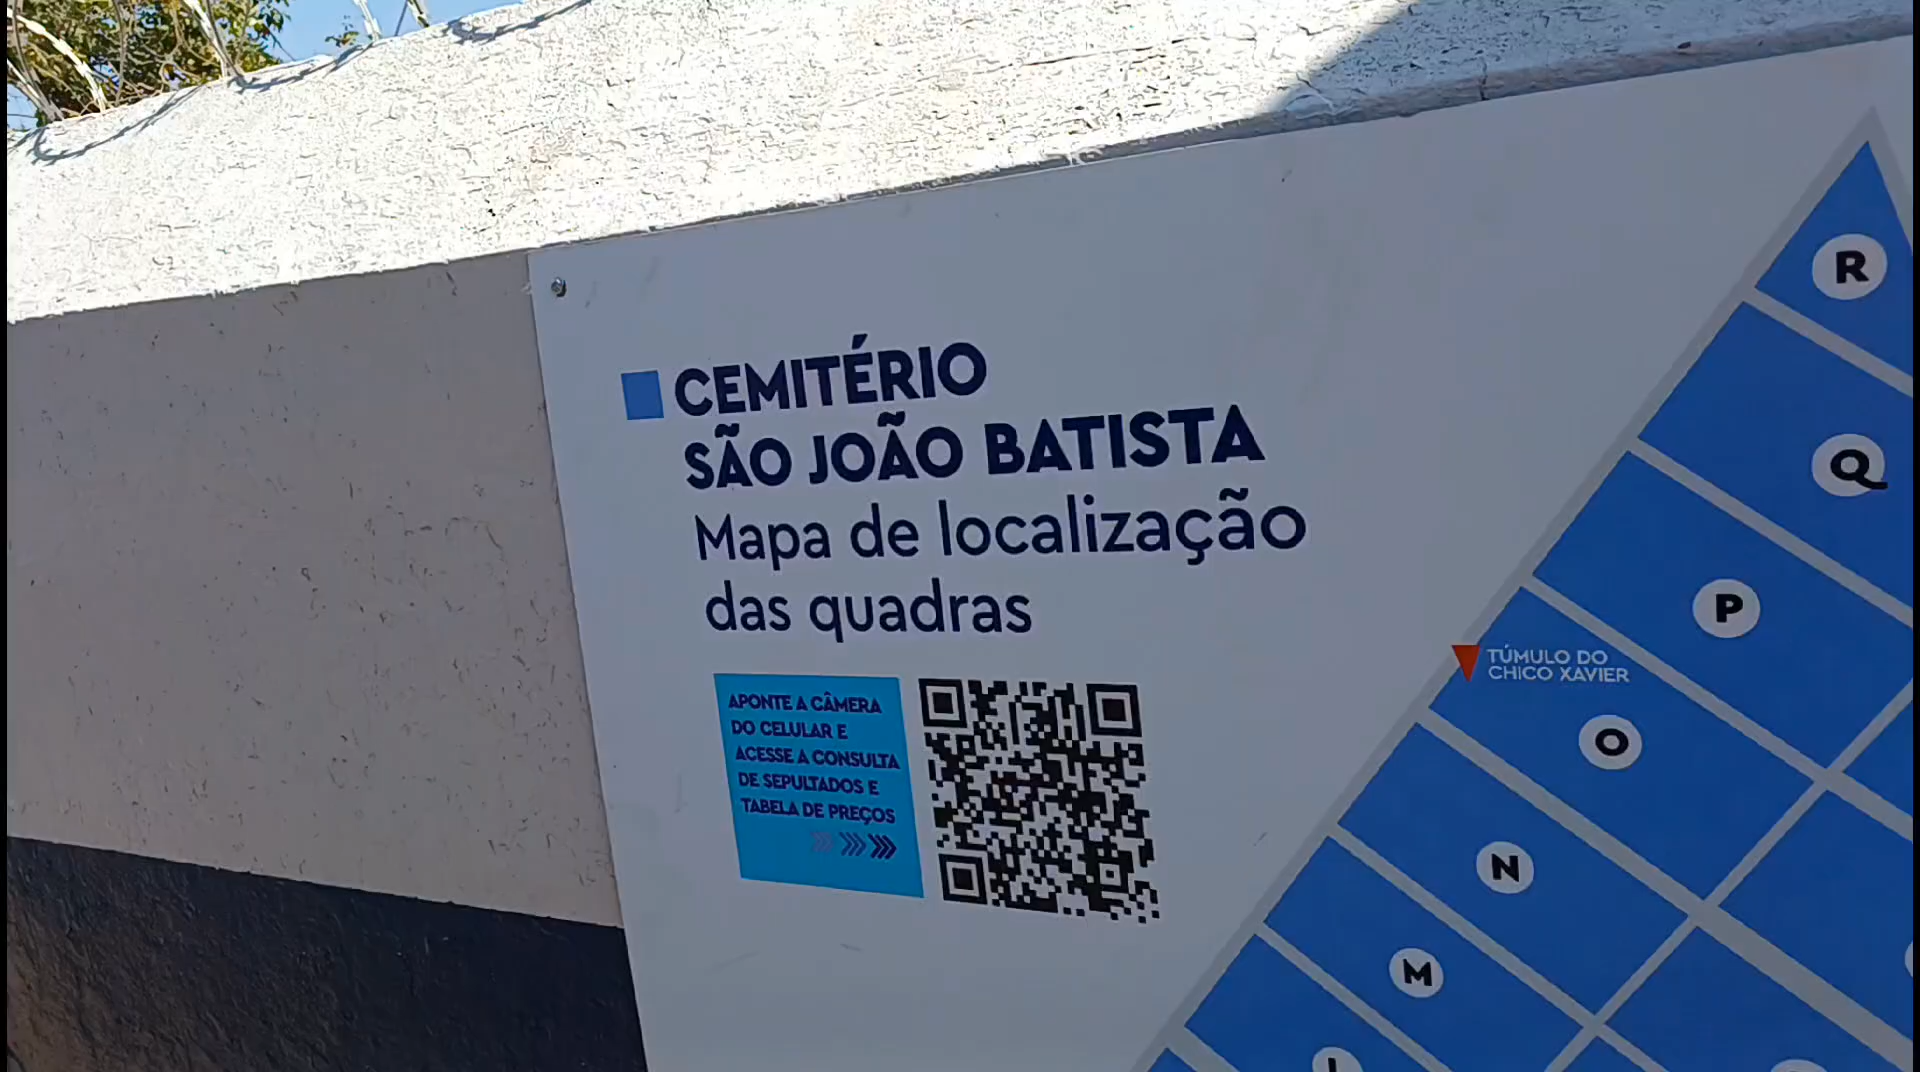 CEMITÉRIO
SÃO JOÃO BATISTA
Mapa de localização
das quadras
APONTE A CÂMERA
DO CELULAR E
ACESSE A CONSULTA
DE SEPULTADOS E
TABELA DE PREÇOS
R
Q
P
TÚMULO DO
CHICO XAVIER
O
N
M